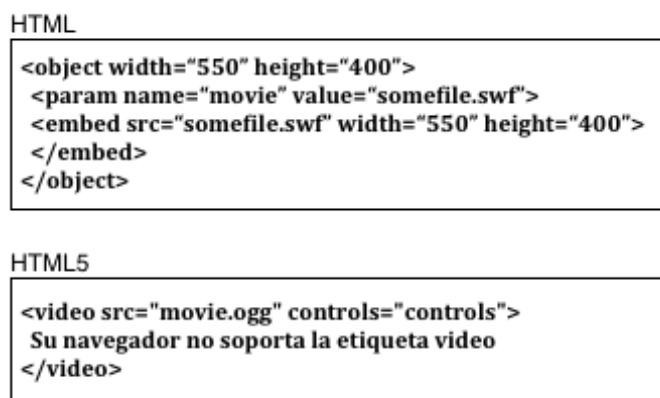 HTML
<object width=“550” height=“400”>
<param name=“movie” value=“somefile.swf”>
<embed src=“somefile.swf” width=“550” height=“400”>
</embed>
</object>
HTML5
<video src="movie.ogg" controls="controls">
Su navegador no soporta la etiqueta video
</video>